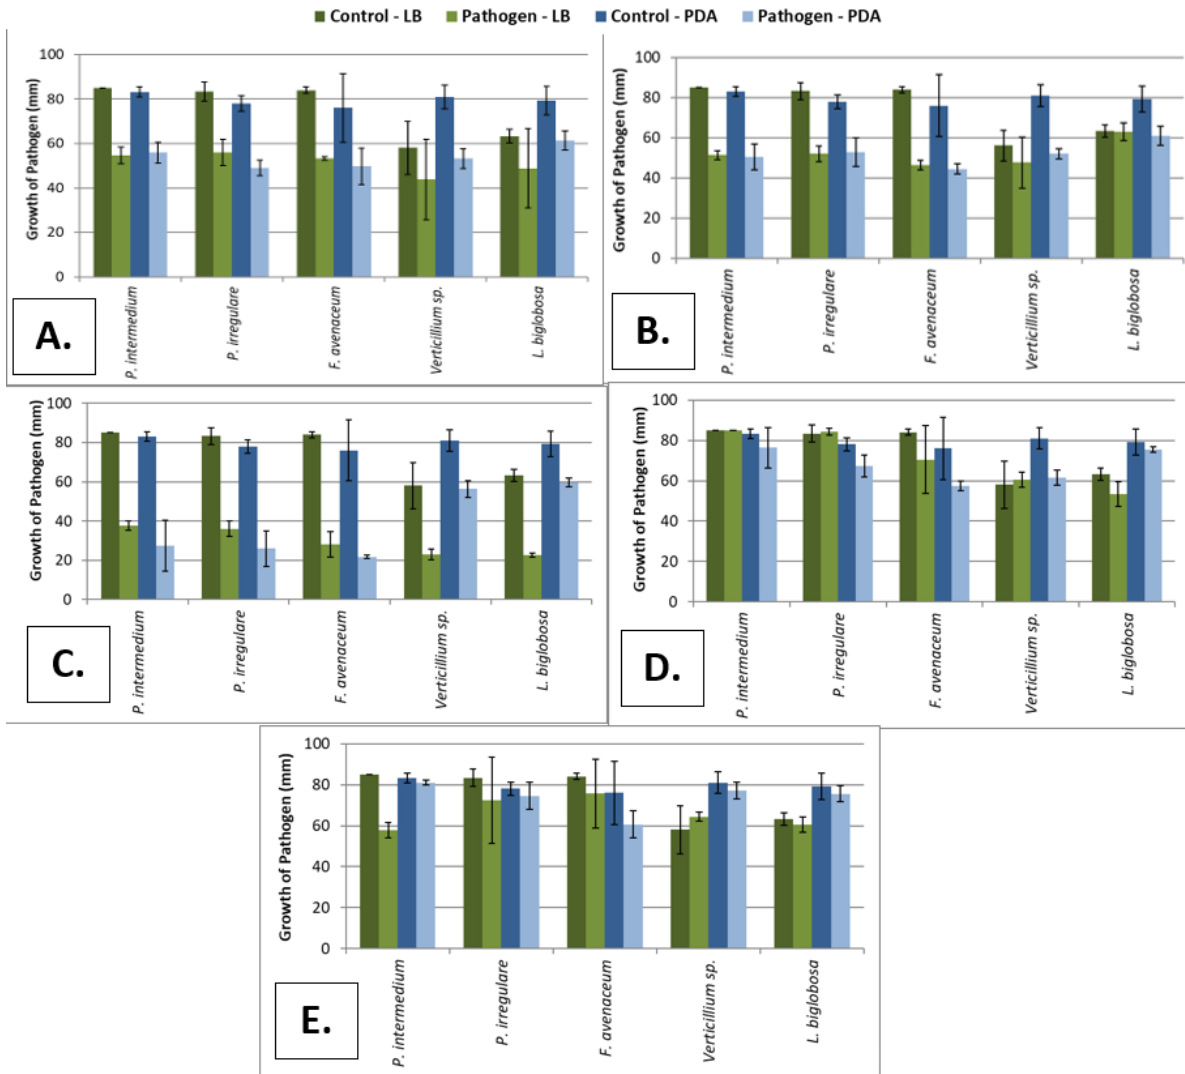 Control - LB Pathogen - LB Control - PDA Pathogen - PDA
Growth of Pathogen (mm)
100
80
60
40
20
0
P. intermedium
P. irregulare
F. avenaceum
Verticillium sp.
L. biglobosa
A.
Growth of Pathogen (mm)
100
80
60
40
20
0
P. intermedium
P. irregulare
F. avenaceum
Verticillium sp.
L. biglobosa
B.
Growth of Pathogen (mm)
100
80
60
40
20
0
P. intermedium
P. irregulare
F. avenaceum
Verticillium sp.
L. biglobosa
C.
Growth of Pathogen (mm)
100
80
60
40
20
0
P. intermedium
P. irregulare
F. avenaceum
Verticillium sp.
L. biglobosa
D.
Growth of Pathogen (mm)
100
80
60
40
20
0
P. intermedium
P. irregulare
F. avenaceum
Verticillium sp.
L. biglobosa
E.